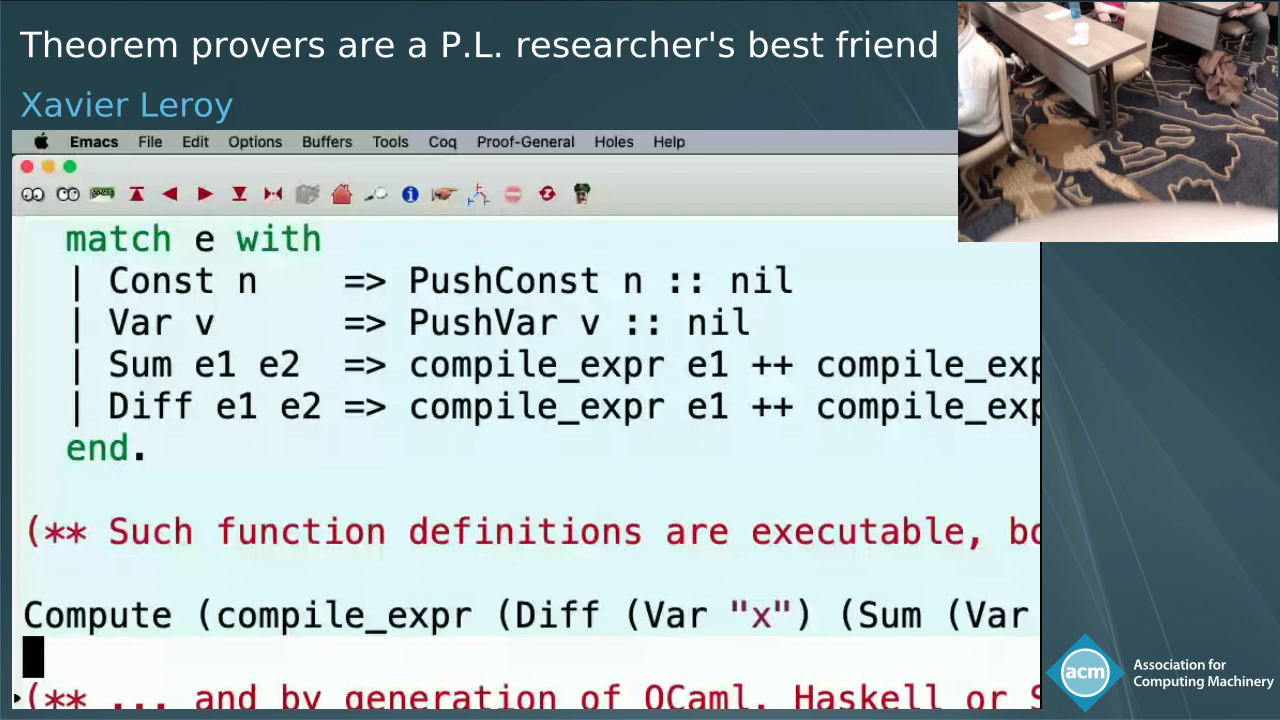 Theorem provers are a P.L. researcher's best friend
Xavier Leroy
Emacs File Edit Options Buffers Tools Coq Proof-General Holes Help
match e with
| Const n => PushConst n :: nil
| Var v => PushVar v :: nil
| Sum e1 e2 => compile_expr e1 ++ compile_exp
| Diff e1 e2 => compile_expr e1 ++ compile_exp
end.
(** Such function definitions are executable, bo
Compute (compile_expr (Diff (Var "x") (Sum (Var
(** ... and by generation of OCaml, Haskell or S
acm
Association for
Computing Machinery